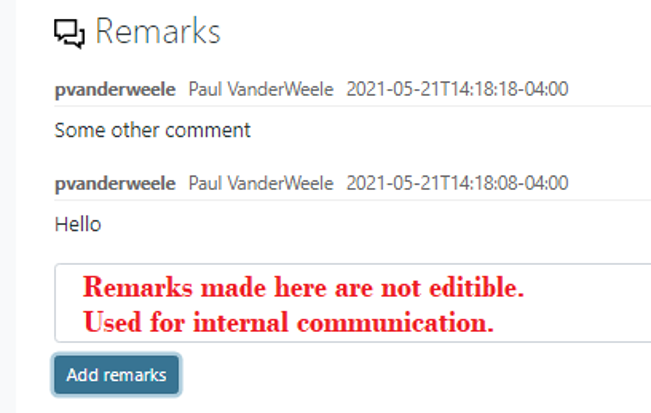 Remarks
pvanderweele Paul VanderWeele 2021-05-21T14:18:18-04:00
Some other comment
pvanderweele Paul VanderWeele 2021-05-21T14:18:08-04:00
Hello
Remarks made here are not editible.
Used for internal communication.
Add remarks